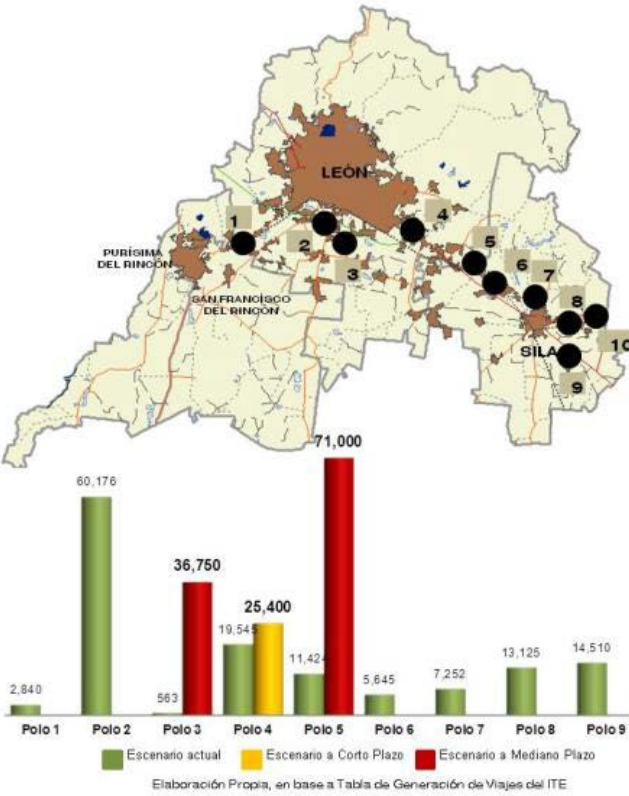 LEÓN
1
4
2
5
PURÍSIMA
DEL RINCÓN
3
6
7
SAN FRANCÍSCO
DEL RINCÓN
8
SILA
10
9
71,000
60,176
36,750
25,400
19,545
11,424
2,840
563
5,645
7,252
13,125
14,510
Polo 1
Polo 2
Polo 3
Polo 4
Polo 5
Polo 6
Polo 7
Polo 8
Polo 9
Escenario actual
Escenario a Corto Plazo
Escenario a Mediano Plazo
Elaboración Propia, en base a Tabla de Generación de Viajes del ITE